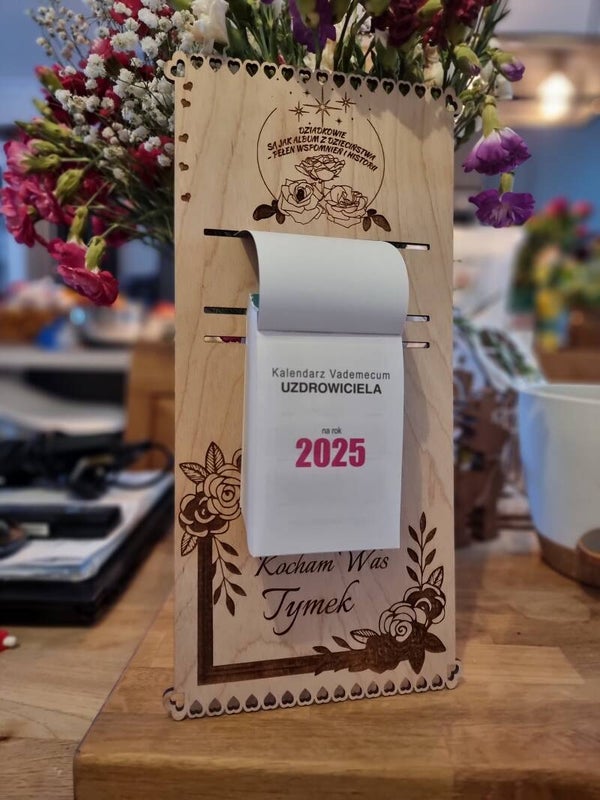 DZIADKOWIE
SĄ JAK ALBUM Z DZIECIŃSTWA
- PEŁEN WSPOMNIEŃ I HISTORII
Kalendarz Vademecum
UZDROWICIELA
na rok
2025
Kocham Was
Tymek